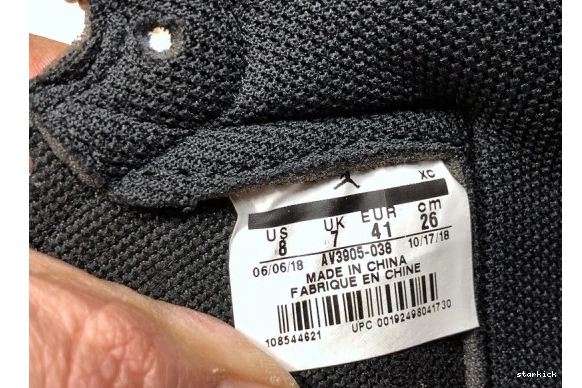 XC
US UK EUR cm
8 7 41 26
AV3905-038
06/06/18 10/17/18
MADE IN CHINA
FABRIQUE EN CHINE
108544621 UPC 00192498041730
starkick